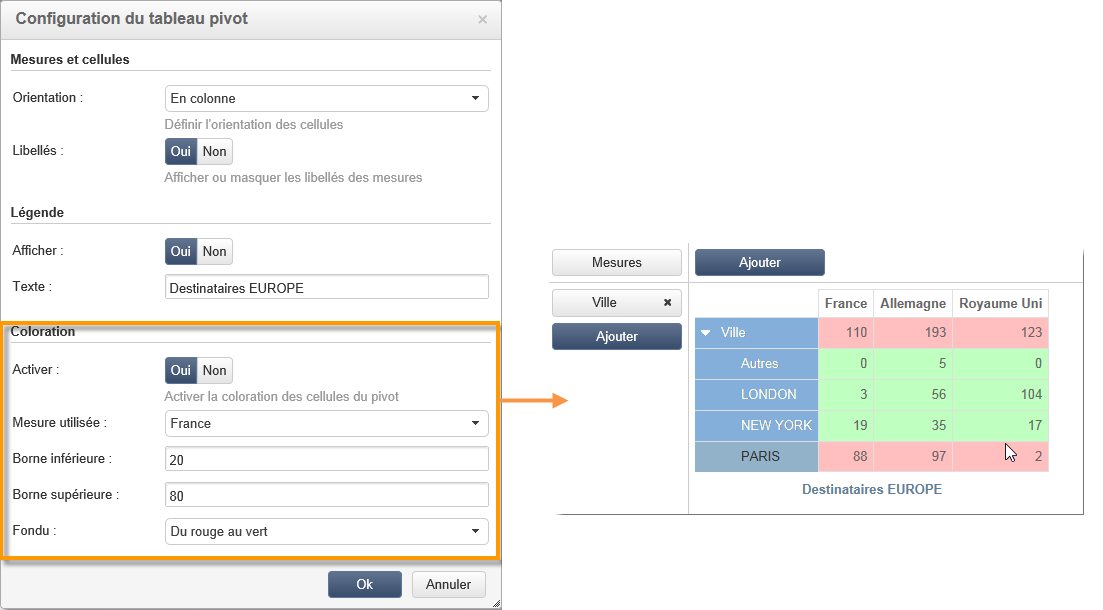 Configuration du tableau pivot ×
Mesures et cellules
Orientation : En colonne
Définir l'orientation des cellules
Libellés : Oui Non
Afficher ou masquer les libellés des mesures
Légende
Afficher : Oui Non
Texte : Destinataires EUROPE
Coloration
Activer : Oui Non
Activer la coloration des cellules du pivot
Mesure utilisée : France
Borne inférieure : 20
Borne supérieure : 80
Fondu : Du rouge au vert
Ok Annuler
Mesures Ajouter
Ville ×
Ajouter
France Allemagne Royaume Uni
Ville 110 193 123
Autres 0 5 0
LONDON 3 56 104
NEW YORK 19 35 17
PARIS 88 97 2
Destinataires EUROPE